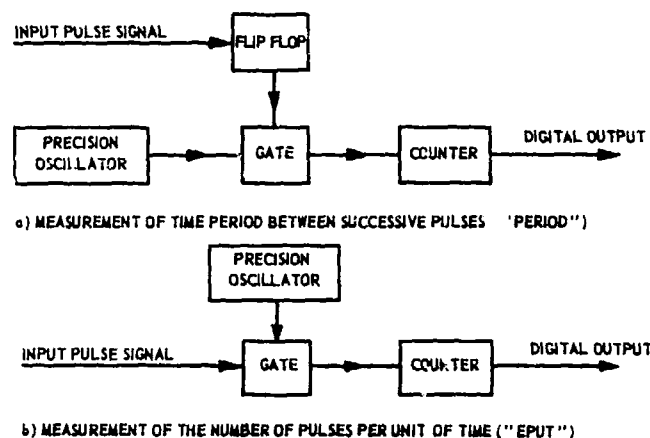 INPUT PULSE SIGNAL
FLIP FLOP
PRECISION
OSCILLATOR
GATE
COUNTER
DIGITAL OUTPUT
a) MEASUREMENT OF TIME PERIOD BETWEEN SUCCESSIVE PULSES 'PERIOD")
PRECISION
OSCILLATOR
INPUT PULSE SIGNAL
GATE
COUNTER
DIGITAL OUTPUT
b) MEASUREMENT OF THE NUMBER OF PULSES PER UNIT OF TIME ("EPUT")